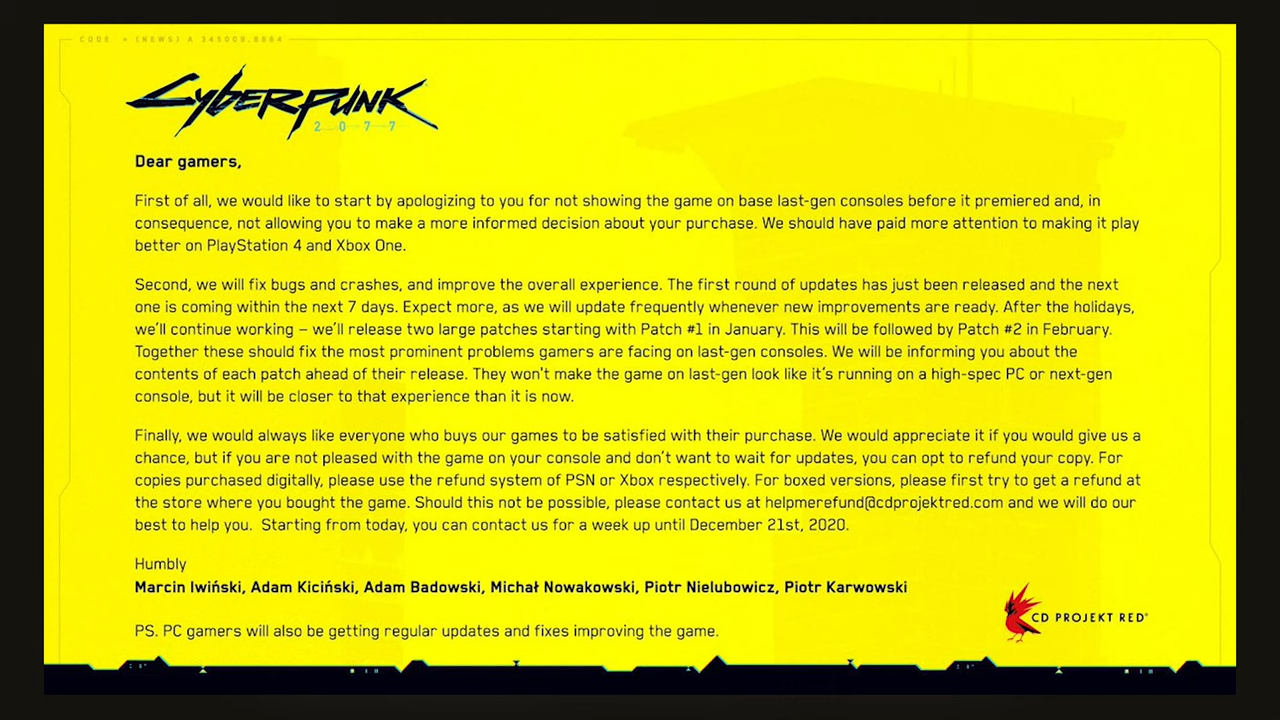 CODE • (NEWS) A 345009.8864
Cyberpunk
2077
Dear gamers,
First of all, we would like to start by apologizing to you for not showing the game on base last-gen consoles before it premiered and, in
consequence, not allowing you to make a more informed decision about your purchase. We should have paid more attention to making it play
better on PlayStation 4 and Xbox One.
Second, we will fix bugs and crashes, and improve the overall experience. The first round of updates has just been released and the next
one is coming within the next 7 days. Expect more, as we will update frequently whenever new improvements are ready. After the holidays,
we'll continue working – we'll release two large patches starting with Patch #1 in January. This will be followed by Patch #2 in February.
Together these should fix the most prominent problems gamers are facing on last-gen consoles. We will be informing you about the
contents of each patch ahead of their release. They won't make the game on last-gen look like it's running on a high-spec PC or next-gen
console, but it will be closer to that experience than it is now.
Finally, we would always like everyone who buys our games to be satisfied with their purchase. We would appreciate it if you would give us a
chance, but if you are not pleased with the game on your console and don't want to wait for updates, you can opt to refund your copy. For
copies purchased digitally, please use the refund system of PSN or Xbox respectively. For boxed versions, please first try to get a refund at
the store where you bought the game. Should this not be possible, please contact us at helpmerefund@cdprojektred.com and we will do our
best to help you.  Starting from today, you can contact us for a week up until December 21st, 2020.
Humbly
Marcin Iwiński, Adam Kiciński, Adam Badowski, Michał Nowakowski, Piotr Nielubowicz, Piotr Karwowski
CD PROJEKT RED®
PS. PC gamers will also be getting regular updates and fixes improving the game.